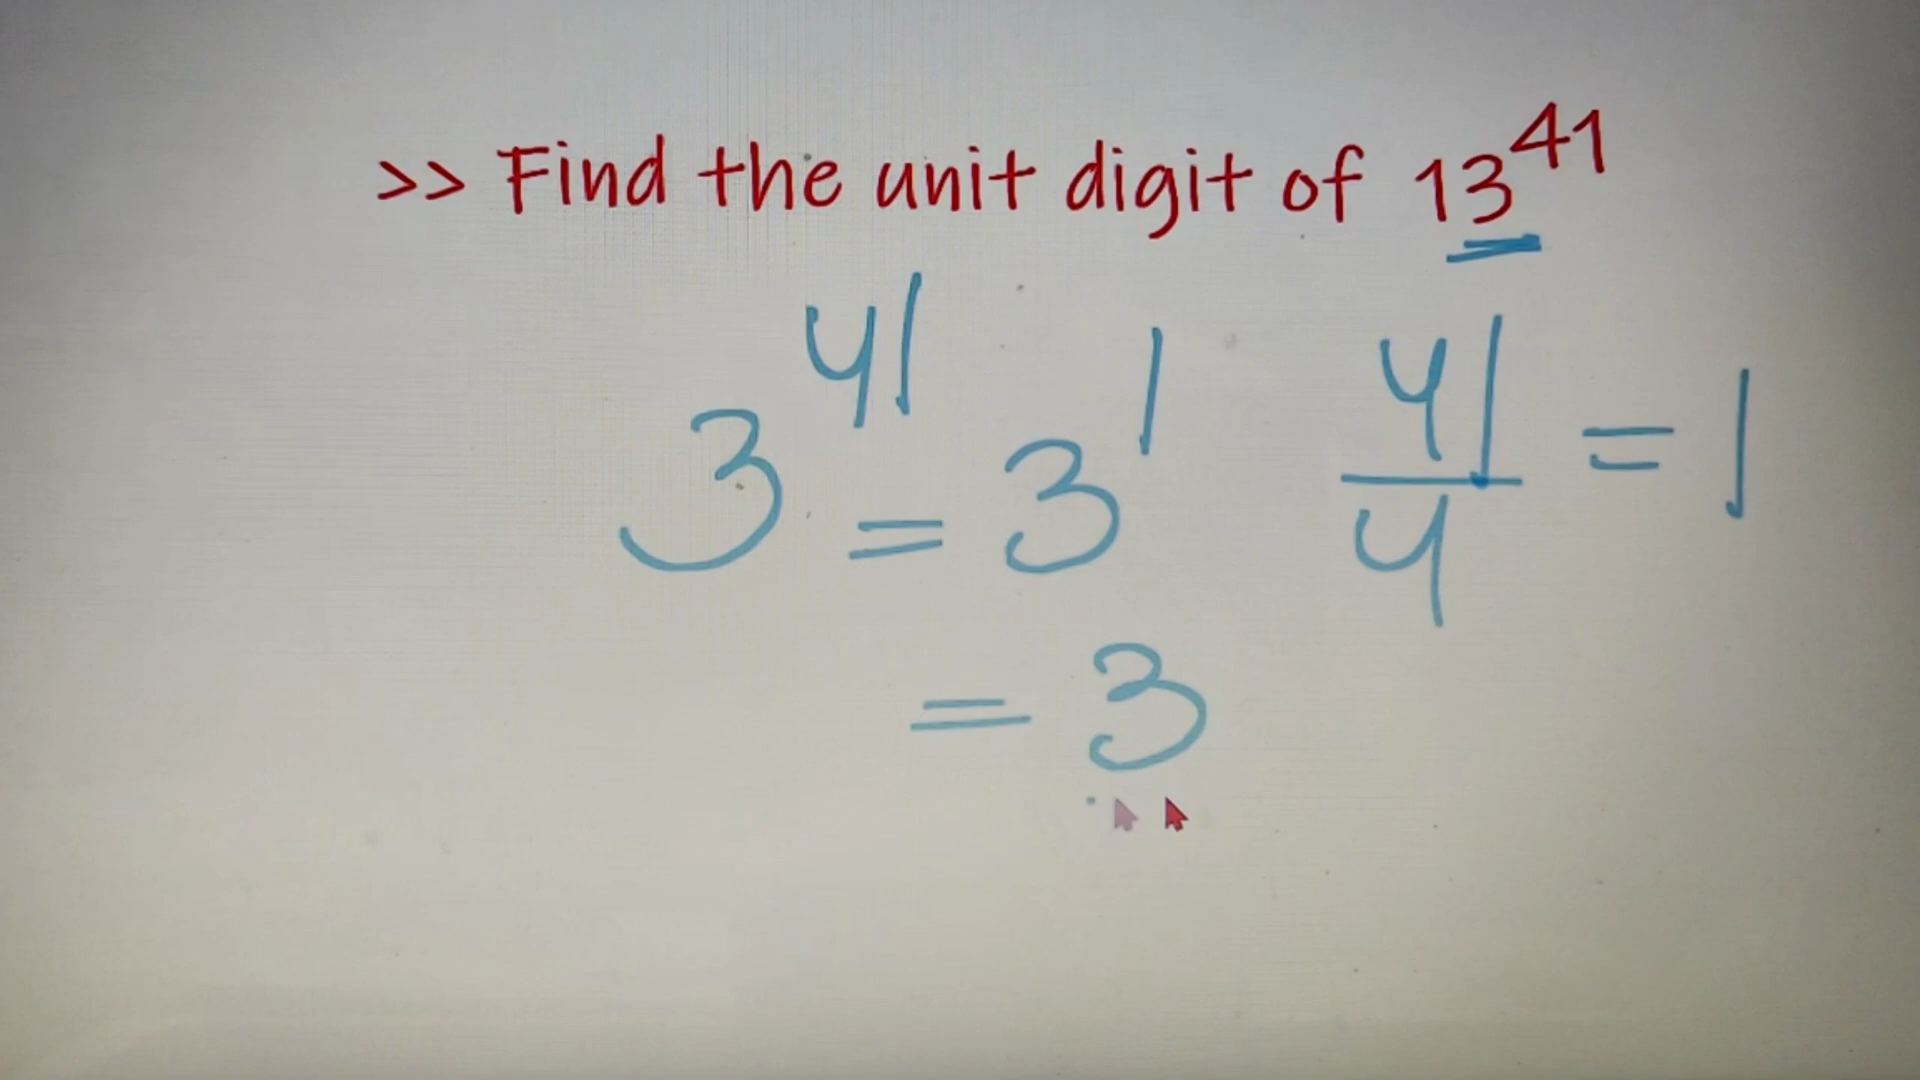 >> Find the unit digit of 13^41
3^41 = 3^1
41/4 = 1
= 3